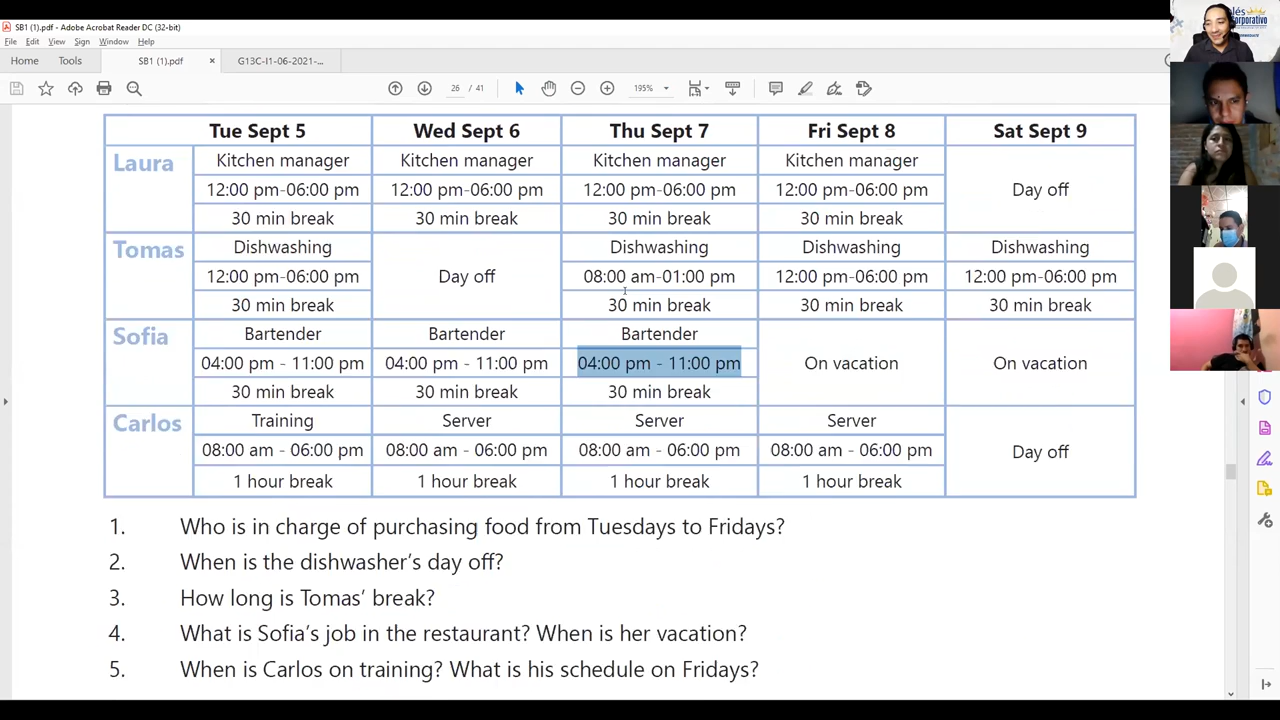 SB1 (1).pdf - Adobe Acrobat Reader DC (32-bit)
File Edit View Sign Window Help
Home Tools SB1 (1).pdf × G13C-I1-06-2021-...
26 / 41 195%
Tue Sept 5 Wed Sept 6 Thu Sept 7 Fri Sept 8 Sat Sept 9
Laura
Kitchen manager Kitchen manager Kitchen manager Kitchen manager
12:00 pm-06:00 pm 12:00 pm-06:00 pm 12:00 pm-06:00 pm 12:00 pm-06:00 pm Day off
30 min break 30 min break 30 min break 30 min break
Tomas
Dishwashing Dishwashing Dishwashing Dishwashing
12:00 pm-06:00 pm Day off 08:00 am-01:00 pm 12:00 pm-06:00 pm 12:00 pm-06:00 pm
30 min break 30 min break 30 min break 30 min break
Sofia
Bartender Bartender Bartender
04:00 pm - 11:00 pm 04:00 pm - 11:00 pm 04:00 pm - 11:00 pm On vacation On vacation
30 min break 30 min break 30 min break
Carlos
Training Server Server Server
08:00 am - 06:00 pm 08:00 am - 06:00 pm 08:00 am - 06:00 pm 08:00 am - 06:00 pm Day off
1 hour break 1 hour break 1 hour break 1 hour break
1. Who is in charge of purchasing food from Tuesdays to Fridays?
2. When is the dishwasher's day off?
3. How long is Tomas' break?
4. What is Sofia's job in the restaurant? When is her vacation?
5. When is Carlos on training? What is his schedule on Fridays?